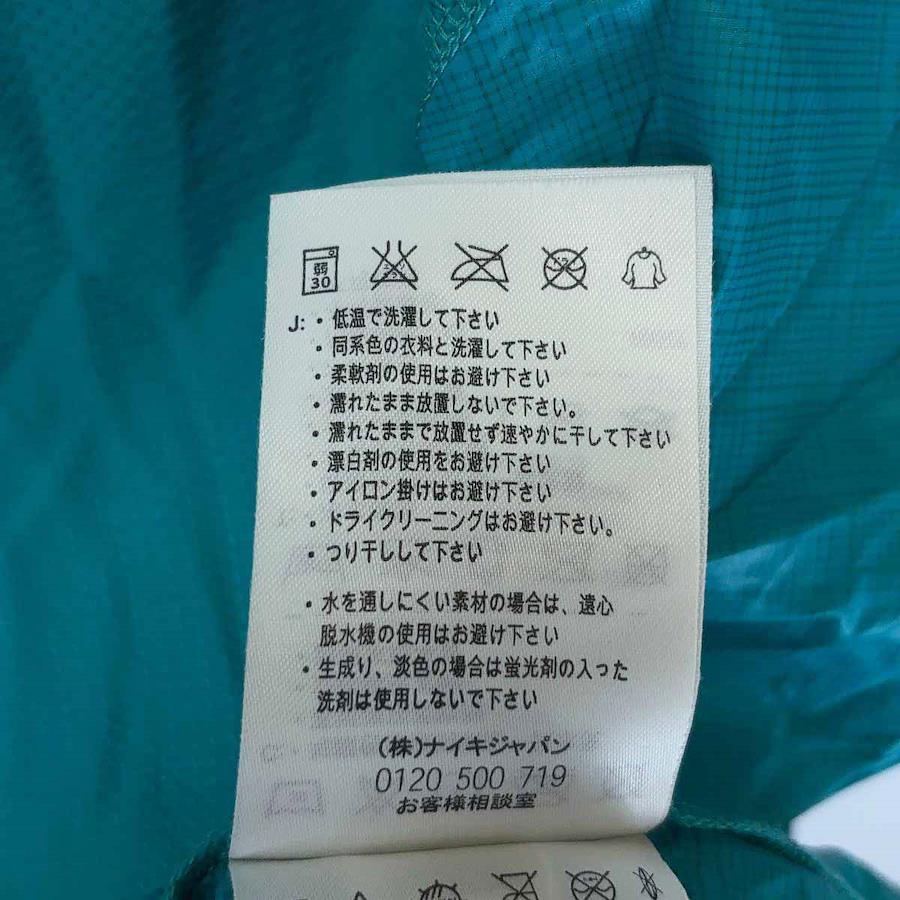 弱
30
エンソ
サラシ
ドライ
J: ・低温で洗濯して下さい
・同系色の衣料と洗濯して下さい
・柔軟剤の使用はお避け下さい
・濡れたまま放置しないで下さい。
・濡れたままで放置せず速やかに干して下さい
・漂白剤の使用をお避け下さい
・アイロン掛けはお避け下さい
・ドライクリーニングはお避け下さい。
・つり干しして下さい
・水を通しにくい素材の場合は、遠心
脱水機の使用はお避け下さい
・生成り、淡色の場合は蛍光剤の入った
洗剤は使用しないで下さい
(株)ナイキジャパン
0120 500 719
お客様相談室